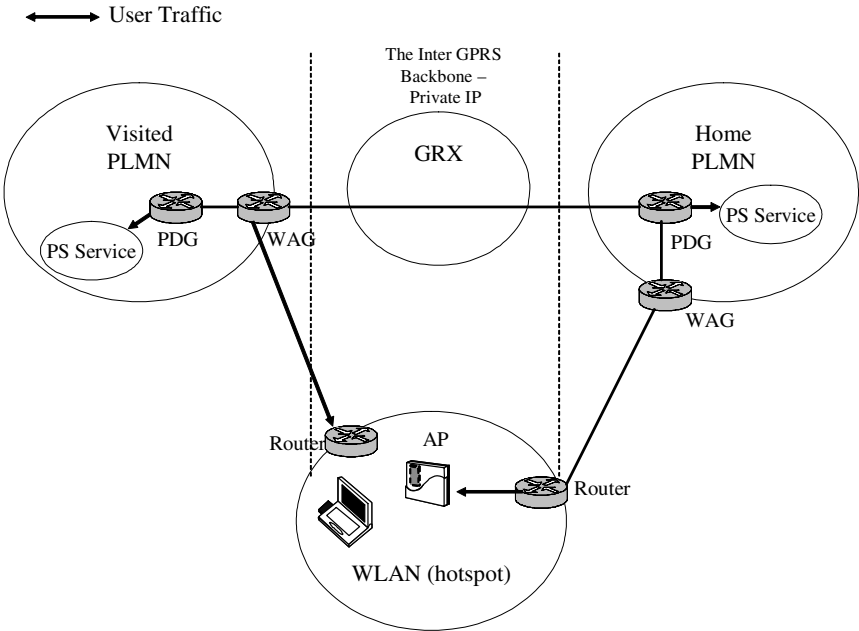 User Traffic
The Inter GPRS
Backbone –
Private IP
Visited
PLMN
GRX
Home
PLMN
PS Service
PDG
WAG
PDG
PS Service
WAG
Router
AP
Router
WLAN (hotspot)